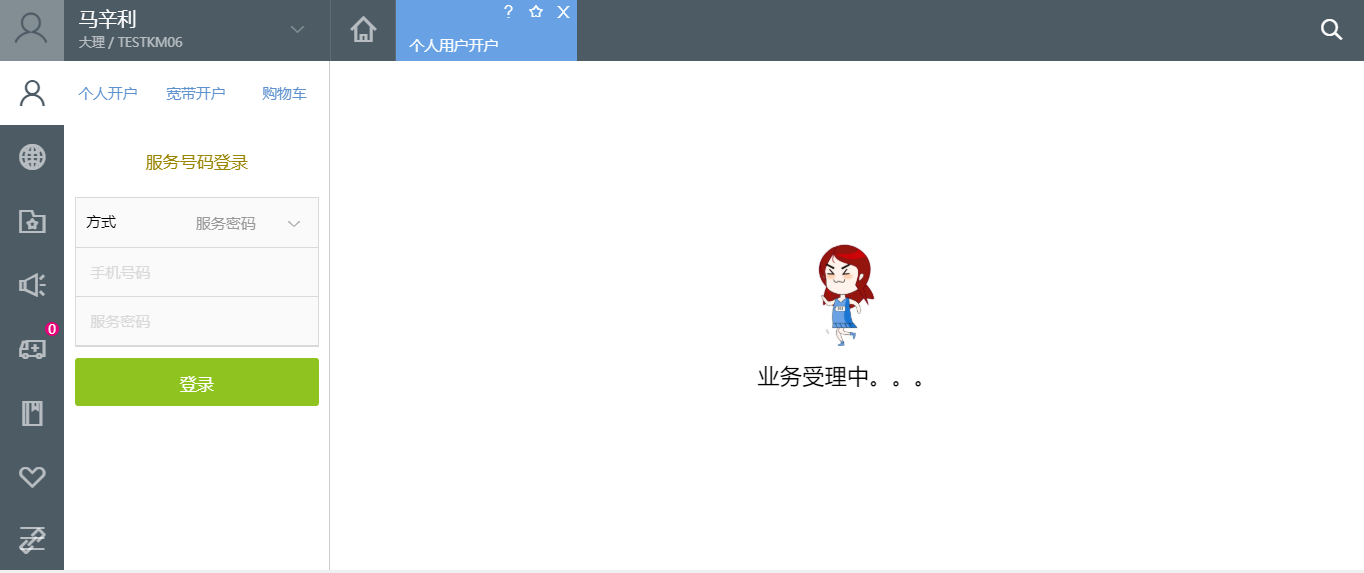 马辛利
大理 / TESTKM06
? X
个人用户开户
个人开户 宽带开户 购物车
服务号码登录
方式 服务密码
手机号码
服务密码
登录
0
业务受理中。。。